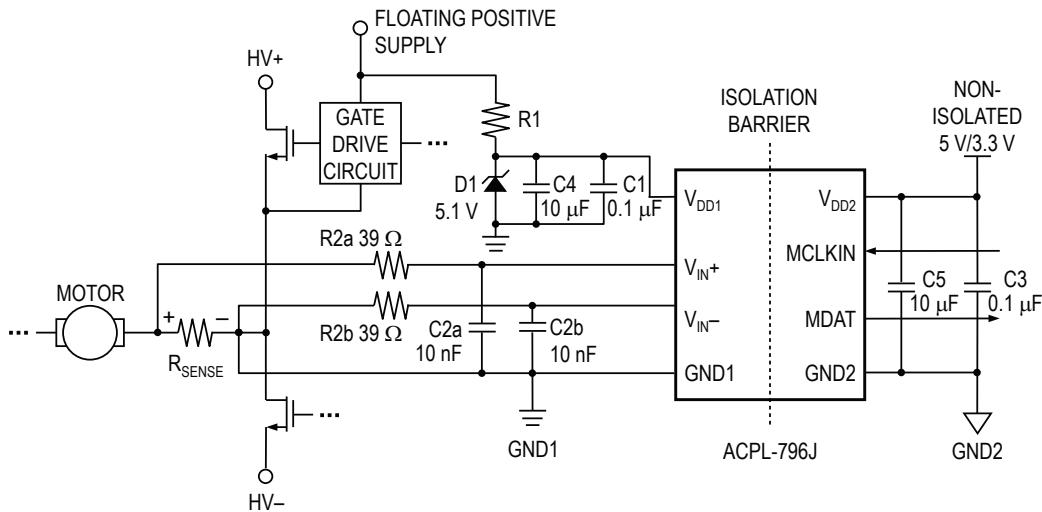 FLOATING POSITIVE
SUPPLY
HV+
GATE
DRIVE
CIRCUIT
...
R1
D1
5.1 V
C4
10 μF
C1
0.1 μF
ISOLATION
BARRIER
NON-
ISOLATED
5 V/3.3 V
VDD1
VIN+
VIN–
GND1
VDD2
MCLKIN
MDAT
GND2
C5
10 μF
C3
0.1 μF
R2a 39 Ω
R2b 39 Ω
MOTOR
...
+
–
RSENSE
C2a
10 nF
C2b
10 nF
...
HV–
GND1
ACPL-796J
GND2